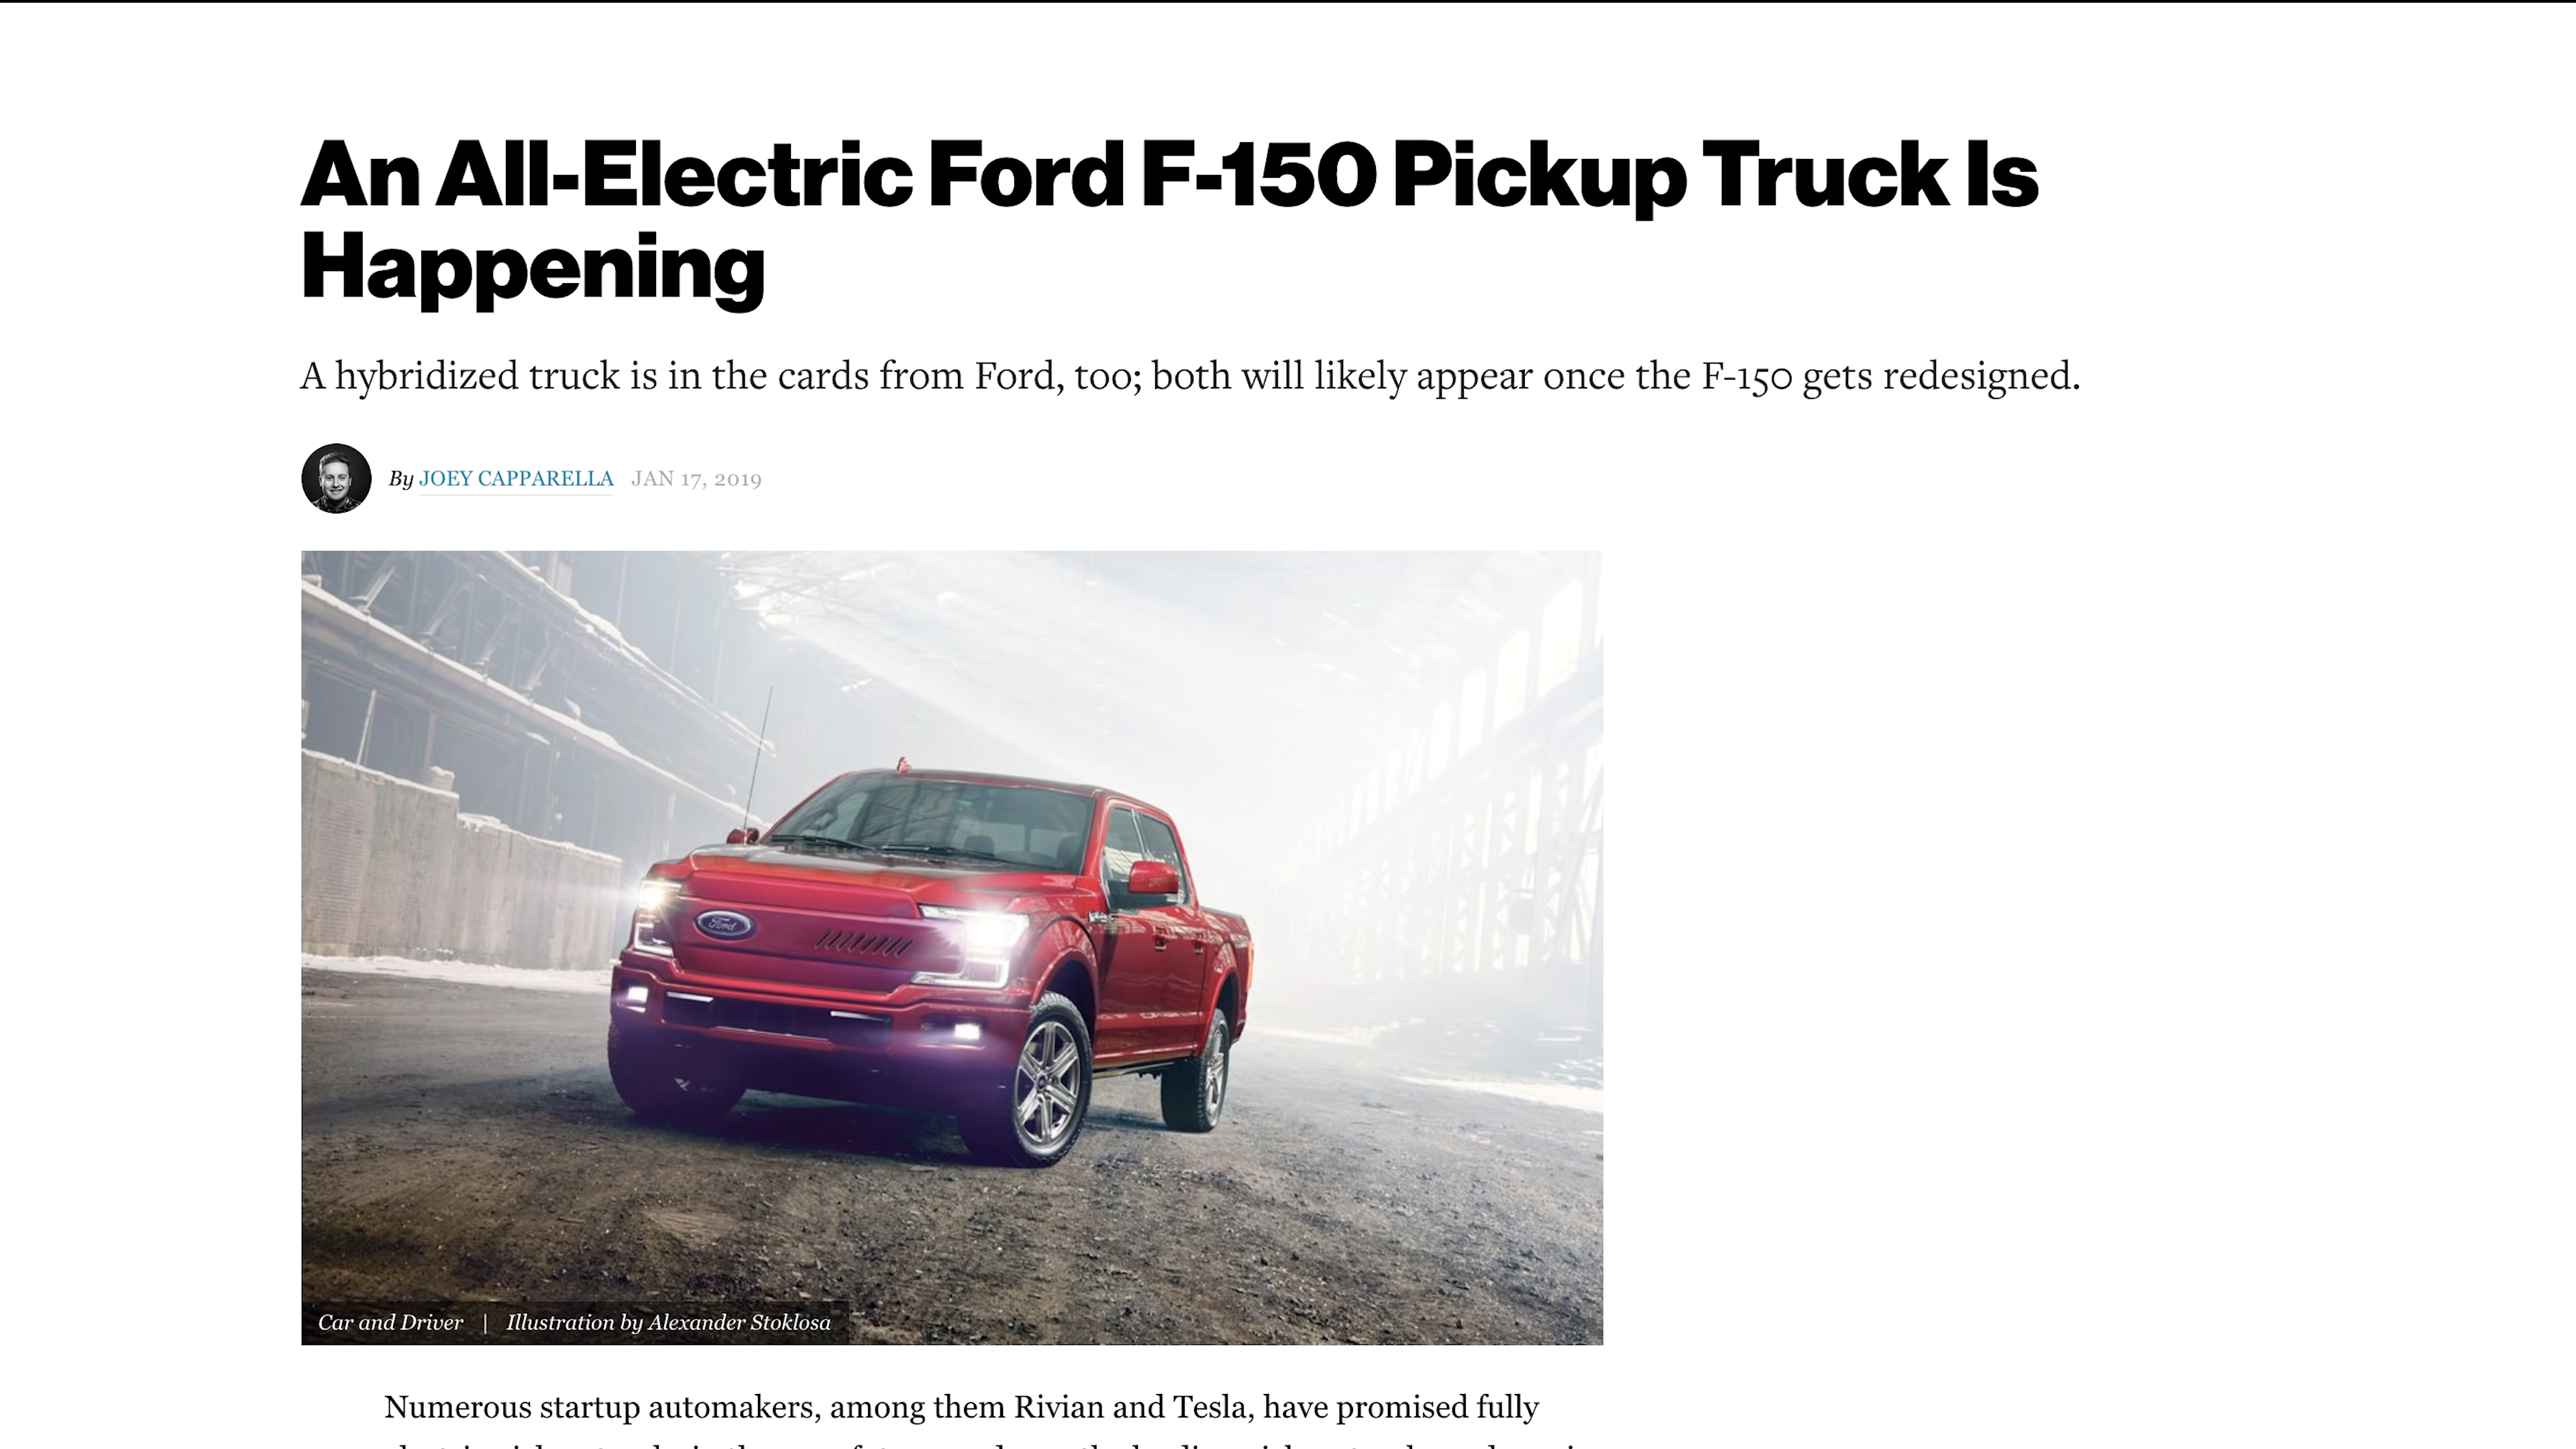 An All-Electric Ford F-150 Pickup Truck Is
Happening
A hybridized truck is in the cards from Ford, too; both will likely appear once the F-150 gets redesigned.
By JOEY CAPPARELLA JAN 17, 2019
Ford
Car and Driver | Illustration by Alexander Stoklosa
Numerous startup automakers, among them Rivian and Tesla, have promised fully